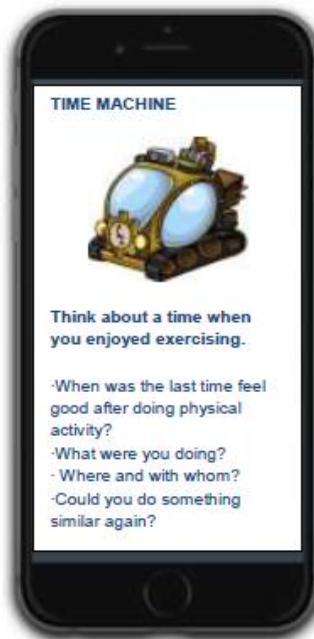 TIME MACHINE
Think about a time when
you enjoyed exercising.
·When was the last time feel
good after doing physical
activity?
·What were you doing?
· Where and with whom?
·Could you do something
similar again?